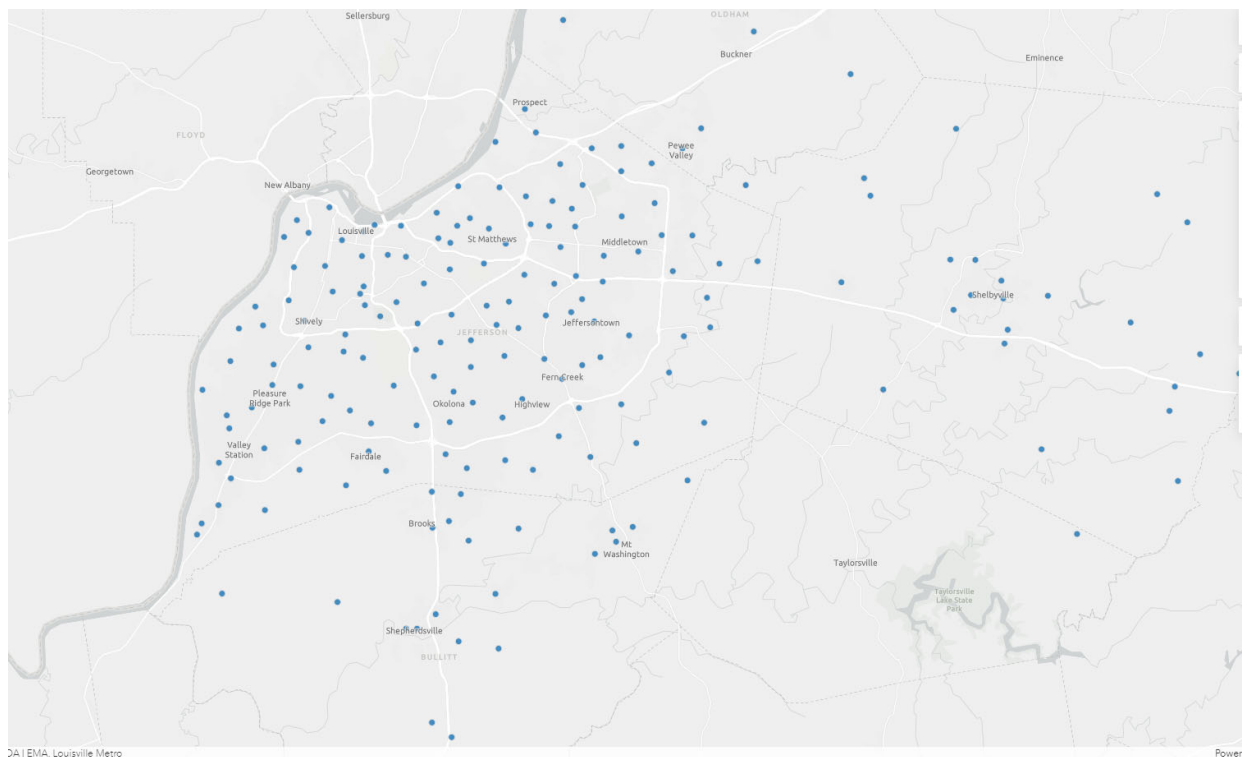 Sellersburg
OLDHAM
Buckner
Eminence
Prospect
FLOYD
Pewee
Valley
Georgetown
New Albany
Louisville
St Matthews
Middletown
Shelbyville
Shively
JEFFERSON
Jeffersontown
Fern Creek
Pleasure
Ridge Park
Okolona
Highview
Valley
Station
Fairdale
Brooks
Mt
Washington
Taylorsville
Taylorsville
Lake State
Park
Shepherdsville
BULLITT
DA | EMA, Louisville Metro
Power